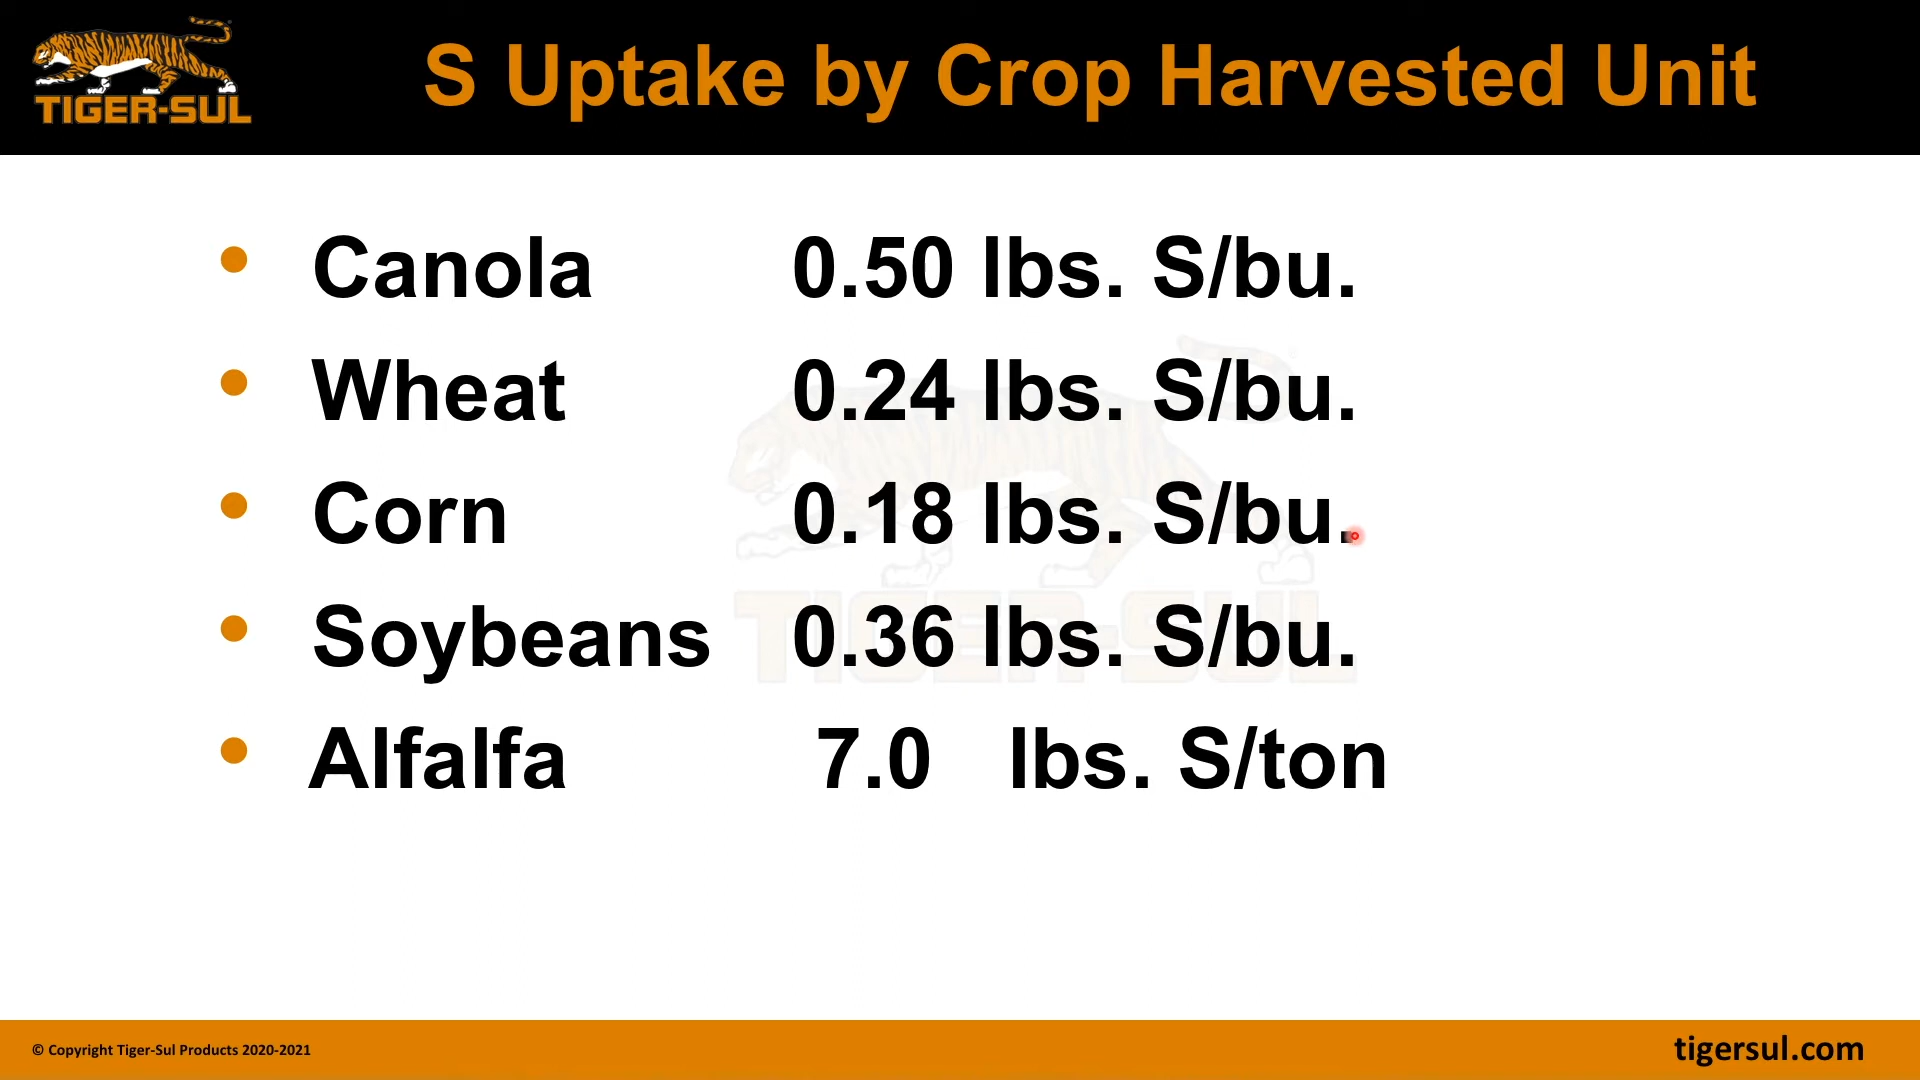 TIGER-SUL
S Uptake by Crop Harvested Unit
• Canola 0.50 lbs. S/bu.
• Wheat 0.24 lbs. S/bu.
• Corn 0.18 lbs. S/bu.
• Soybeans 0.36 lbs. S/bu.
• Alfalfa 7.0 lbs. S/ton
TIGER-SUL
© Copyright Tiger-Sul Products 2020-2021
tigersul.com